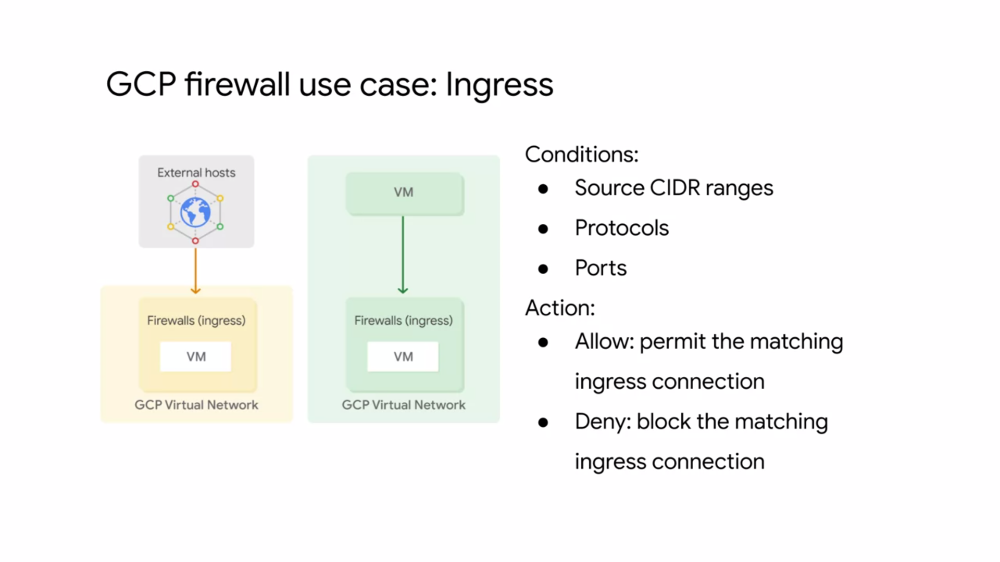 GCP firewall use case: Ingress
External hosts
Firewalls (ingress)
VM
GCP Virtual Network
VM
Firewalls (ingress)
VM
GCP Virtual Network
Conditions:
● Source CIDR ranges
● Protocols
● Ports
Action:
● Allow: permit the matching
ingress connection
● Deny: block the matching
ingress connection